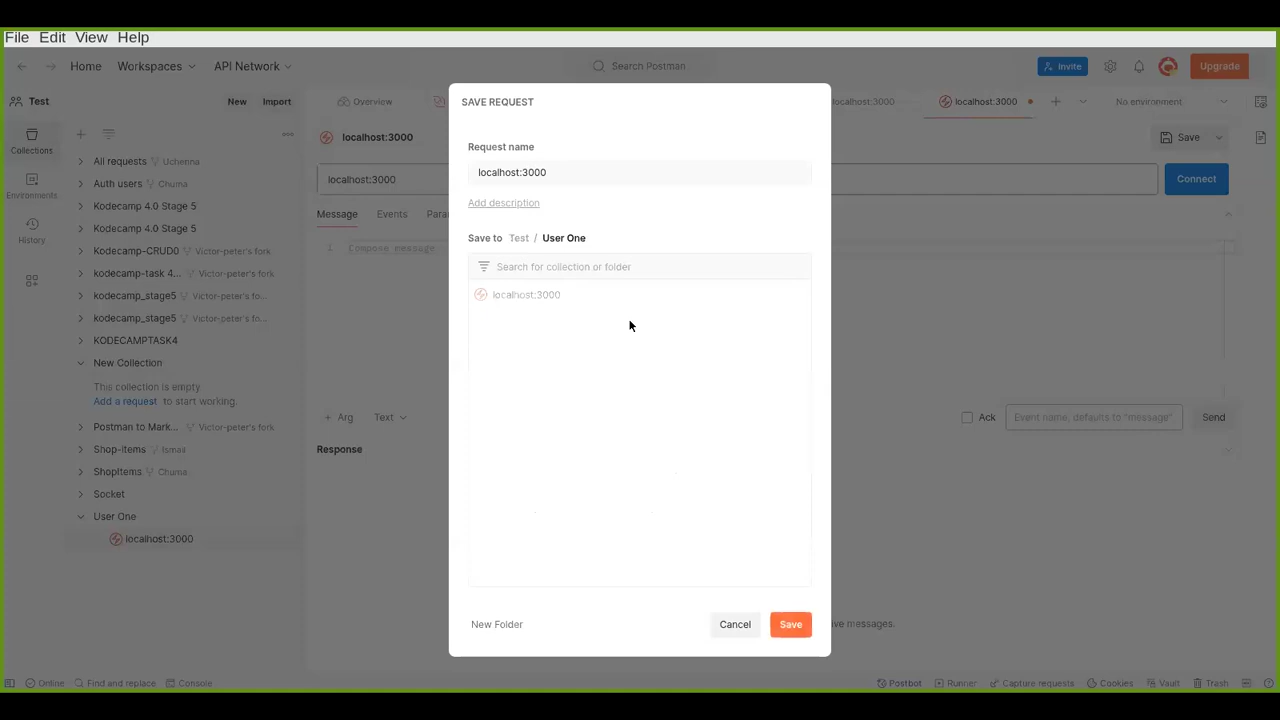 File Edit View Help
Home Workspaces API Network Search Postman Invite Upgrade
Test New Import Overview localhost:3000 localhost:3000 No environment
Collections
Environments
History
All requests Uchenna
Auth users Chuma
Kodecamp 4.0 Stage 5
Kodecamp 4.0 Stage 5
Kodecamp-CRUD0 Victor-peter's fork
kodecamp-task 4... Victor-peter's fork
kodecamp_stage5 Victor-peter's fo...
kodecamp_stage5 Victor-peter's fo...
KODECAMPTASK4
New Collection
This collection is empty
Add a request to start working.
Postman to Mark... Victor-peter's fork
Shop-items Ismail
ShopItems. Chuma
Socket
User One
localhost:3000
localhost:3000 Save
localhost:3000 Connect
Message Events Para
1 Compose message
+ Arg Text Ack Event name, defaults to "message" Send
Response
ve messages.
SAVE REQUEST
Request name
localhost:3000
Add description
Save to Test / User One
Search for collection or folder
localhost:3000
New Folder Cancel Save
Online Find and replace Console Postbot Runner Capture requests Cookies Vault Trash